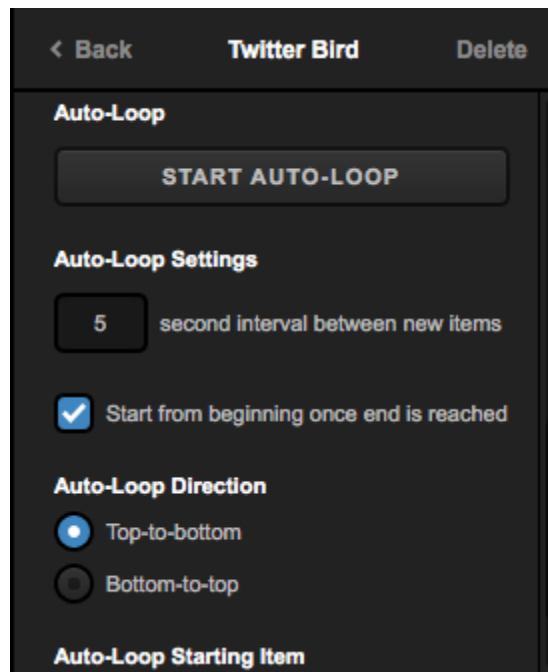 Back Twitter Bird Delete
Auto-Loop
START AUTO-LOOP
Auto-Loop Settings
5 second interval between new items
Start from beginning once end is reached
Auto-Loop Direction
Top-to-bottom
Bottom-to-top
Auto-Loop Starting Item